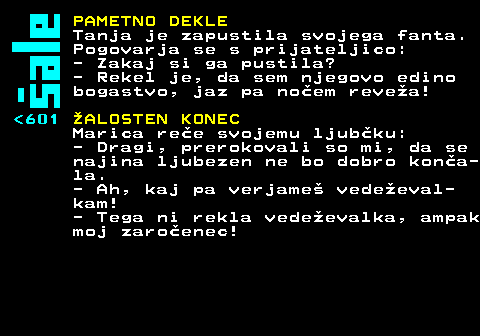 šale
PAMETNO DEKLE
Tanja je zapustila svojega fanta.
Pogovarja se s prijateljico:
- Zakaj si ga pustila?
- Rekel je, da sem njegovo edino
bogastvo, jaz pa nočem reveža!
<601 ŽALOSTEN KONEC
Marica reče svojemu ljubčku:
- Dragi, prerokovali so mi, da se
najina ljubezen ne bo dobro konča-
la.
- Ah, kaj pa verjameš vedeževal-
kam!
- Tega ni rekla vedeževalka, ampak
moj zaročenec!